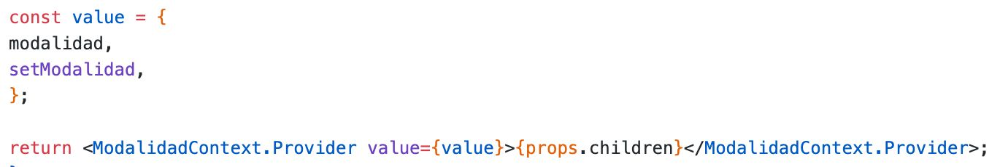 const value = {
modalidad,
setModalidad,
};
return <ModalidadContext.Provider value={value}>{props.children}</ModalidadContext.Provider>;